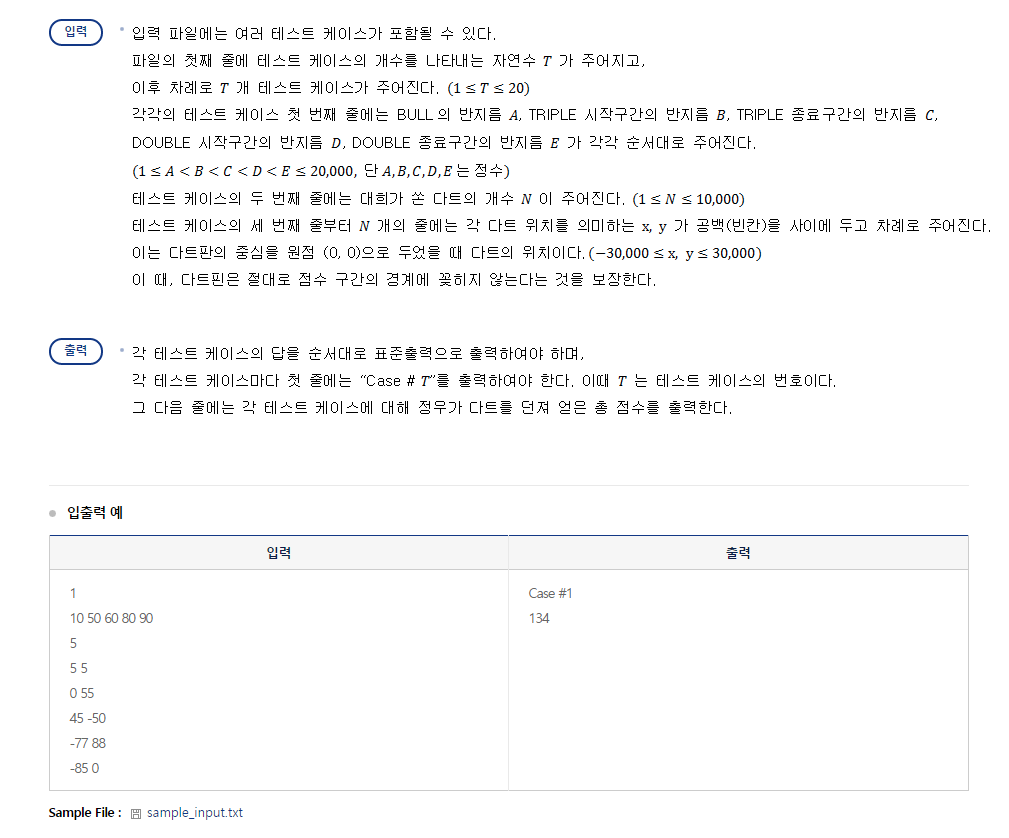 입력
입력 파일에는 여러 테스트 케이스가 포함될 수 있다.
파일의 첫째 줄에 테스트 케이스의 개수를 나타내는 자연수 T 가 주어지고,
이후 차례로 T 개 테스트 케이스가 주어진다. (1 ≤ T ≤ 20)
각각의 테스트 케이스 첫 번째 줄에는 BULL의 반지름 A, TRIPLE 시작구간의 반지름 B, TRIPLE 종료구간의 반지름 C,
DOUBLE 시작구간의 반지름 D, DOUBLE 종료구간의 반지름 E 가 각각 순서대로 주어진다.
(1 ≤ A < B < C < D < E ≤ 20,000, 단 A,B,C,D,E 는 정수)
테스트 케이스의 두 번째 줄에는 대희가 쏜 다트의 개수 N 이 주어진다. (1 ≤ N ≤ 10,000)
테스트 케이스의 세 번째 줄부터 N 개의 줄에는 각 다트 위치를 의미하는 x, y 가 공백(빈칸)을 사이에 두고 차례로 주어진다.
이는 다트판의 중심을 원점 (0, 0)으로 두었을 때 다트의 위치이다. (−30,000 ≤ x, y ≤ 30,000)
이 때, 다트핀은 절대로 점수 구간의 경계에 꽂히지 않는다는 것을 보장한다.
출력
각 테스트 케이스의 답을 순서대로 표준출력으로 출력하여야 하며,
각 테스트 케이스마다 첫 줄에는 “Case # T”를 출력하여야 한다. 이때 T 는 테스트 케이스의 번호이다.
그 다음 줄에는 각 테스트 케이스에 대해 정우가 다트를 던져 얻은 총 점수를 출력한다.
입출력 예
입력 출력
1
10 50 60 80 90
5
5 5
0 55
45 -50
-77 88
-85 0
Case #1
134
Sample File : sample_input.txt